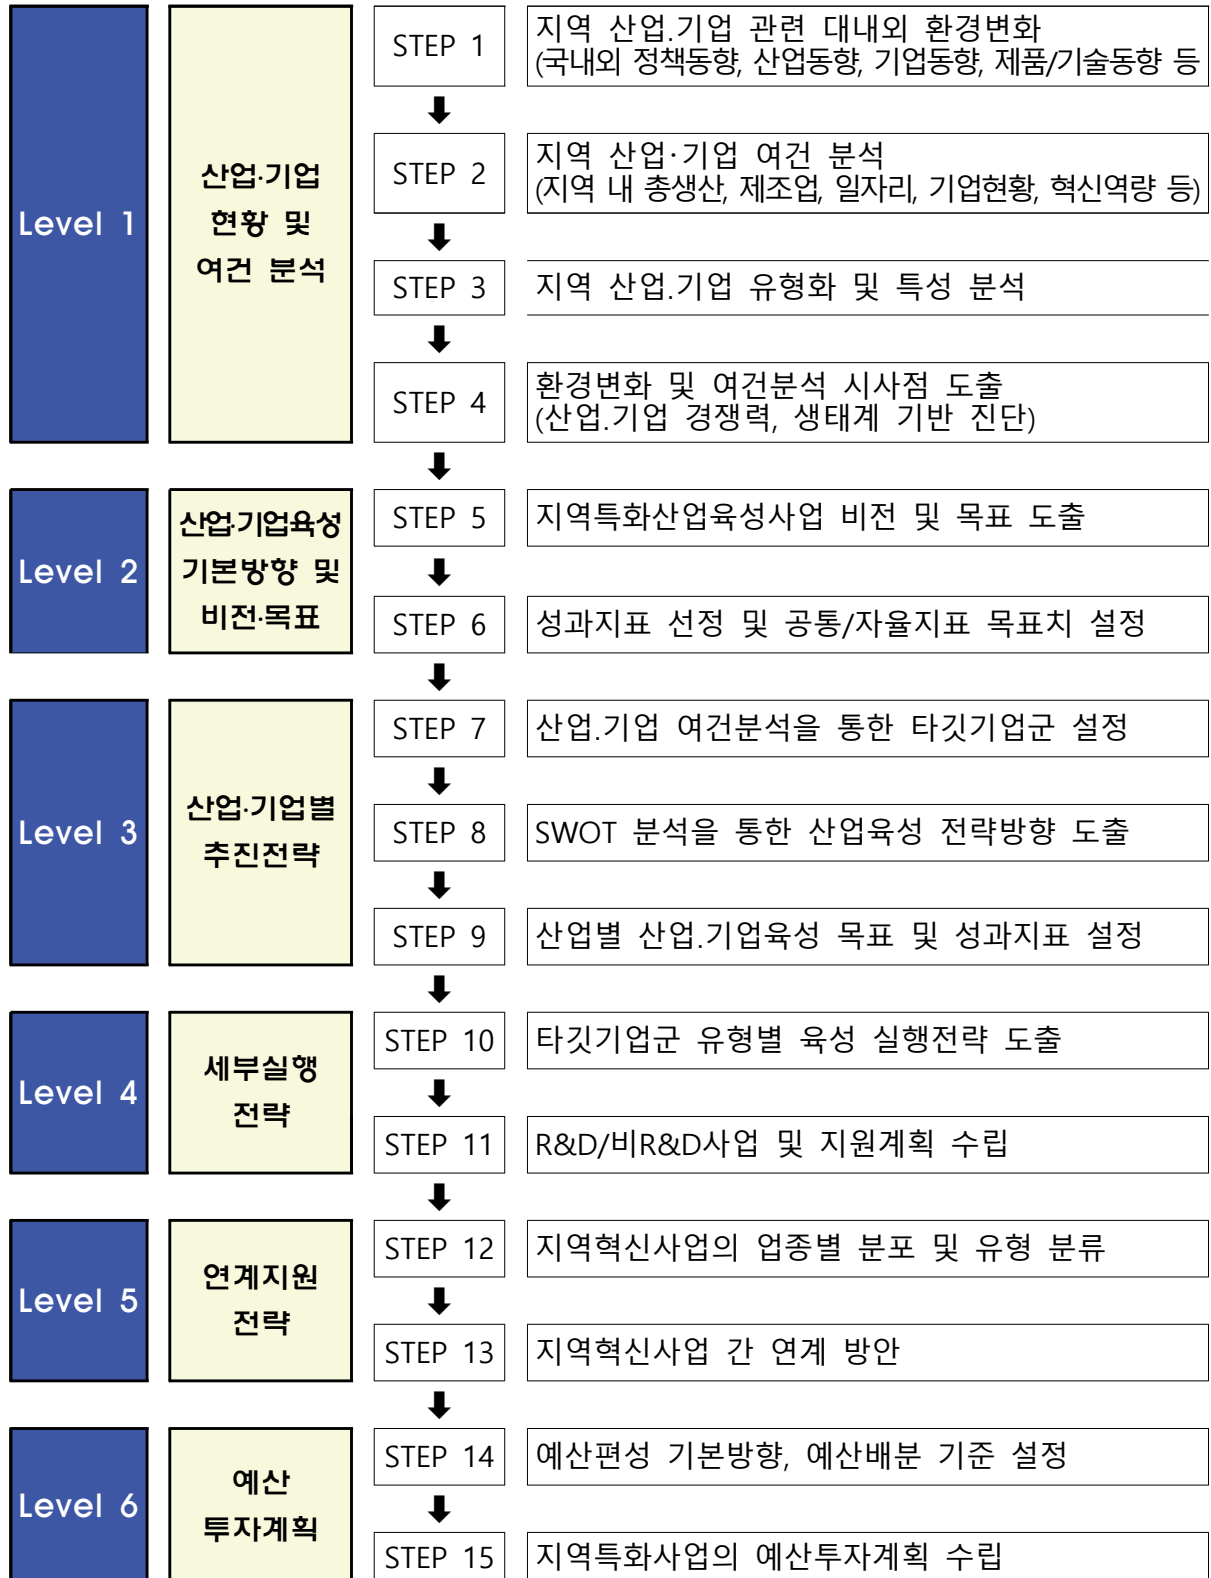 Level 1
산업·기업
현황 및
여건 분석
STEP 1
지역 산업.기업 관련 대내외 환경변화
(국내외 정책동향, 산업동향, 기업동향, 제품/기술동향 등
STEP 2
지역 산업·기업 여건 분석
(지역 내 총생산, 제조업, 일자리, 기업현황, 혁신역량 등)
STEP 3
지역 산업.기업 유형화 및 특성 분석
STEP 4
환경변화 및 여건분석 시사점 도출
(산업.기업 경쟁력, 생태계 기반 진단)
Level 2
산업·기업육성
기본방향 및
비전·목표
STEP 5
지역특화산업육성사업 비전 및 목표 도출
STEP 6
성과지표 선정 및 공통/자율지표 목표치 설정
Level 3
산업·기업별
추진전략
STEP 7
산업.기업 여건분석을 통한 타깃기업군 설정
STEP 8
SWOT 분석을 통한 산업육성 전략방향 도출
STEP 9
산업별 산업.기업육성 목표 및 성과지표 설정
Level 4
세부실행
전략
STEP 10
타깃기업군 유형별 육성 실행전략 도출
STEP 11
R&D/비R&D사업 및 지원계획 수립
Level 5
연계지원
전략
STEP 12
지역혁신사업의 업종별 분포 및 유형 분류
STEP 13
지역혁신사업 간 연계 방안
Level 6
예산
투자계획
STEP 14
예산편성 기본방향, 예산배분 기준 설정
STEP 15
지역특화사업의 예산투자계획 수립